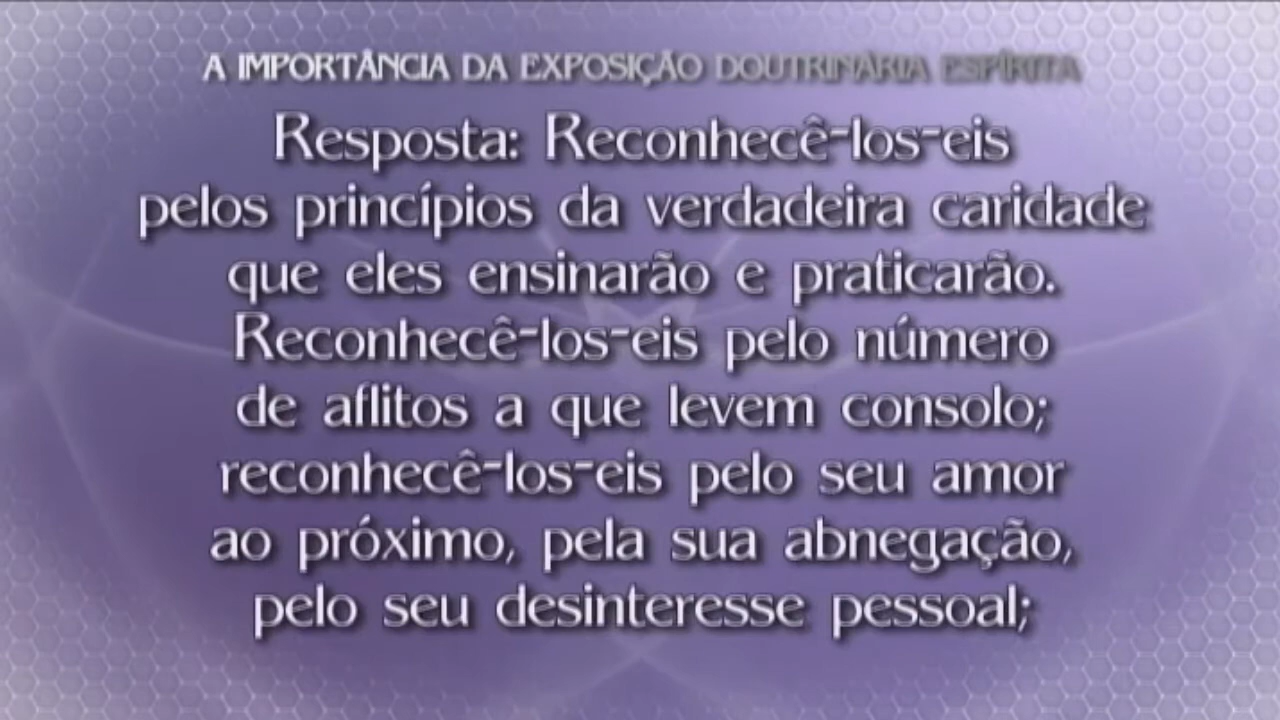 A IMPORTÂNCIA DA EXPOSIÇÃO DOUTRINÁRIA ESPÍRITA
Resposta: Reconhecê-los-eis
pelos princípios da verdadeira caridade
que eles ensinarão e praticarão.
Reconhecê-los-eis pelo número
de aflitos a que levem consolo;
reconhecê-los-eis pelo seu amor
ao próximo, pela sua abnegação,
pelo seu desinteresse pessoal;